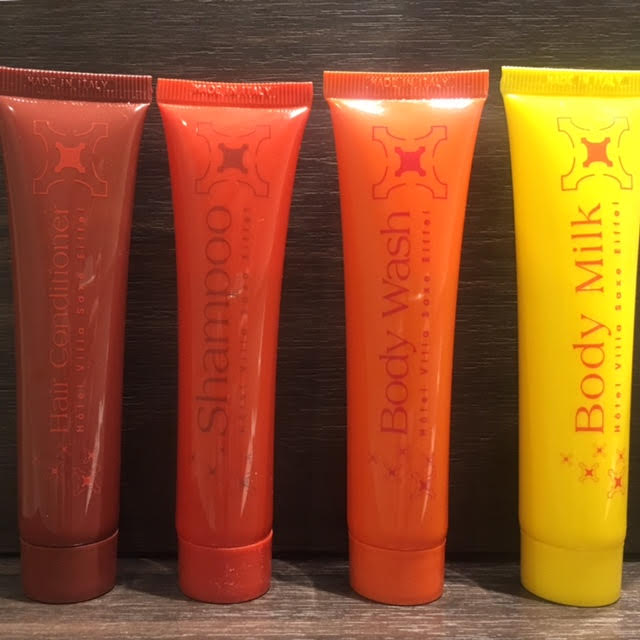 MADE IN ITALY
Hair Conditioner
Hôtel Villa Saxe Eiffel
MADE IN ITALY
Shampoo
Hôtel Villa Saxe Eiffel
MADE IN ITALY
Body Wash
Hôtel Villa Saxe Eiffel
MADE IN ITALY
Body Milk
Hôtel Villa Saxe Eiffel